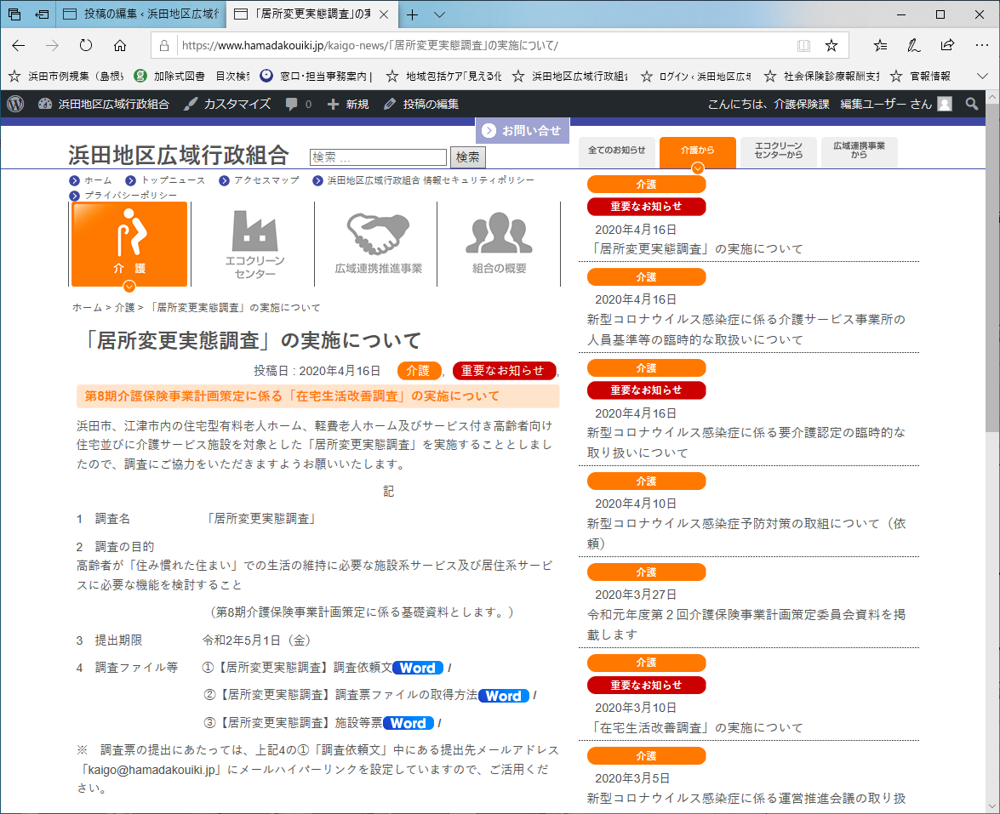 投稿の編集 ‹ 浜田地区広域行
「居所変更実態調査」の実
https://www.hamadakouiki.jp/kaigo-news/「居所変更実態調査」の実施について/
浜田市例規集（島根
加除式図書 目次検
窓口・担当事務案内 |
地域包括ケア「見える化
浜田地区広域行政組
ログイン ‹ 浜田地区広域
社会保険診療報酬支
官報情報
浜田地区広域行政組合 カスタマイズ 0 新規 投稿の編集
こんにちは、介護保険課 編集ユーザー さん
お問い合せ
浜田地区広域行政組合
検索 …
検索
全てのお知らせ
介護から
エコクリーン
センターから
広域連携事業
から
ホーム トップニュース アクセスマップ 浜田地区広域行政組合 情報セキュリティポリシー
プライバシーポリシー
介 護
エコクリーン
センター
広域連携推進事業
組合の概要
ホーム > 介護 > 「居所変更実態調査」の実施について
「居所変更実態調査」の実施について
投稿日 : 2020年4月16日 介護, 重要なお知らせ,
第8期介護保険事業計画策定に係る「在宅生活改善調査」の実施について
浜田市、江津市内の住宅型有料老人ホーム、軽費老人ホーム及びサービス付き高齢者向け
住宅並びに介護サービス施設を対象とした「居所変更実態調査」を実施することとしまし
たので、調査にご協力をいただきますようお願いいたします。
記
1 調査名 「居所変更実態調査」
2 調査の目的
高齢者が「住み慣れた住まい」での生活の維持に必要な施設系サービス及び居住系サービ
スに必要な機能を検討すること
（第8期介護保険事業計画策定に係る基礎資料とします。）
3 提出期限 令和2年5月1日（金）
4 調査ファイル等 ①【居所変更実態調査】調査依頼文Word /
②【居所変更実態調査】調査票ファイルの取得方法Word /
③【居所変更実態調査】施設等票Word /
※ 調査票の提出にあたっては、上記4の①「調査依頼文」中にある提出先メールアドレス
「kaigo@hamadakouiki.jp」にメールハイパーリンクを設定していますので、ご活用くだ
さい。
介護
重要なお知らせ
2020年4月16日
「居所変更実態調査」の実施について
介護
2020年4月16日
新型コロナウイルス感染症に係る介護サービス事業所の
人員基準等の臨時的な取扱いについて
介護
重要なお知らせ
2020年4月16日
新型コロナウイルス感染症に係る要介護認定の臨時的な
取り扱いについて
介護
2020年4月10日
新型コロナウイルス感染症予防対策の取組について（依
頼）
介護
2020年3月27日
令和元年度第２回介護保険事業計画策定委員会資料を掲
載します
介護
重要なお知らせ
2020年3月10日
「在宅生活改善調査」の実施について
介護
2020年3月5日
新型コロナウイルス感染症に係る運営推進会議の取り扱